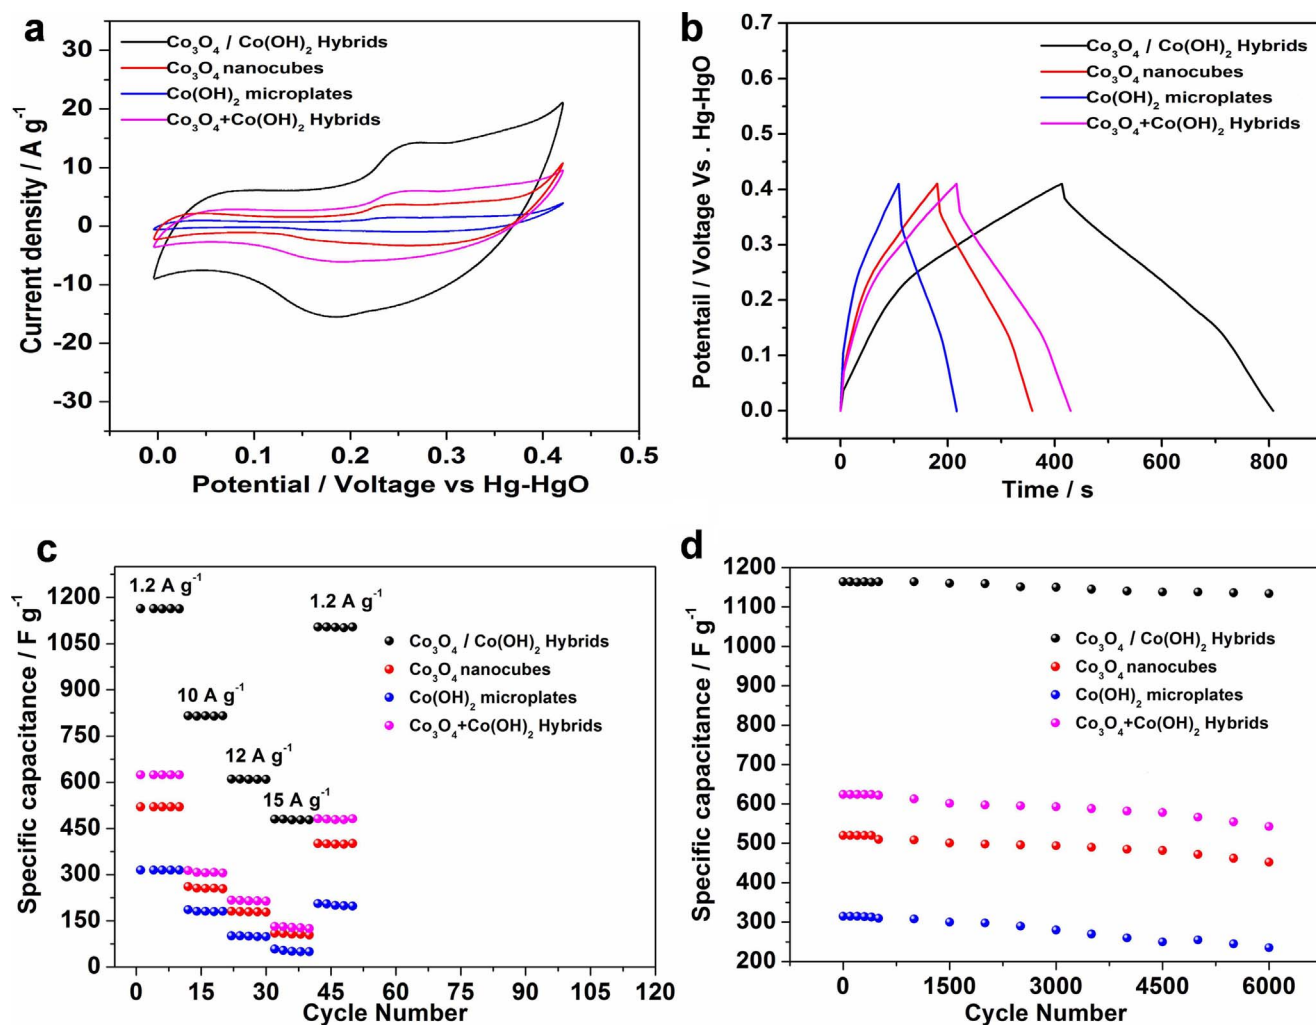 a
Co₃O₄ / Co(OH)₂ Hybrids
Co₃O₄ nanocubes
Co(OH)₂ microplates
Co₃O₄+Co(OH)₂ Hybrids
Current density / A g⁻¹
30
20
10
0
-10
-20
-30
0.0 0.1 0.2 0.3 0.4 0.5
Potential / Voltage vs Hg-HgO
b
Co₃O₄ / Co(OH)₂ Hybrids
Co₃O₄ nanocubes
Co(OH)₂ microplates
Co₃O₄+Co(OH)₂ Hybrids
Potentail / Voltage Vs . Hg-HgO
0.7
0.6
0.5
0.4
0.3
0.2
0.1
0.0
0 200 400 600 800
Time / s
c
1.2 A g⁻¹
10 A g⁻¹
12 A g⁻¹
15 A g⁻¹
1.2 A g⁻¹
Co₃O₄ / Co(OH)₂ Hybrids
Co₃O₄ nanocubes
Co(OH)₂ microplates
Co₃O₄+Co(OH)₂ Hybrids
Specific capacitance / F g⁻¹
1200
1050
900
750
600
450
300
150
0
0 15 30 45 60 75 90 105 120
Cycle Number
d
Co₃O₄ / Co(OH)₂ Hybrids
Co₃O₄ nanocubes
Co(OH)₂ microplates
Co₃O₄+Co(OH)₂ Hybrids
Specific capacitance / F g⁻¹
1200
1100
1000
900
800
700
600
500
400
300
200
0 1500 3000 4500 6000
Cycle Number